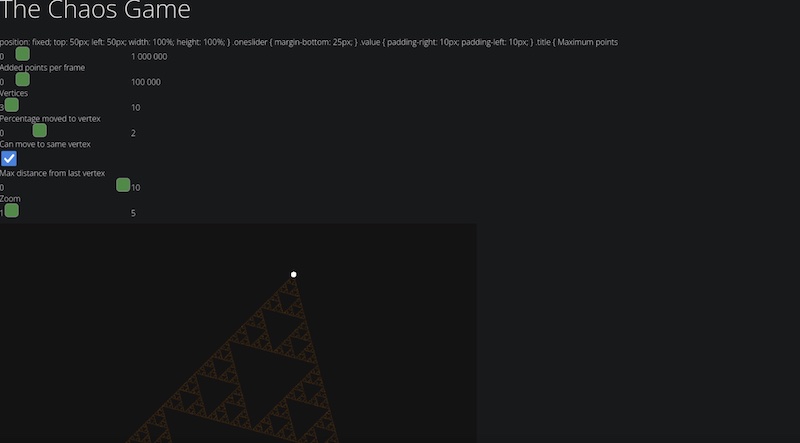 The Chaos Game
position: fixed; top: 50px; left: 50px; width: 100%; height: 100%; } .oneslider { margin-bottom: 25px; } .value { padding-right: 10px; padding-left: 10px; } .title { Maximum points
0 1 000 000
Added points per frame
0 100 000
Vertices
3 10
Percentage moved to vertex
0 2
Can move to same vertex
Max distance from last vertex
0 10
Zoom
1 5